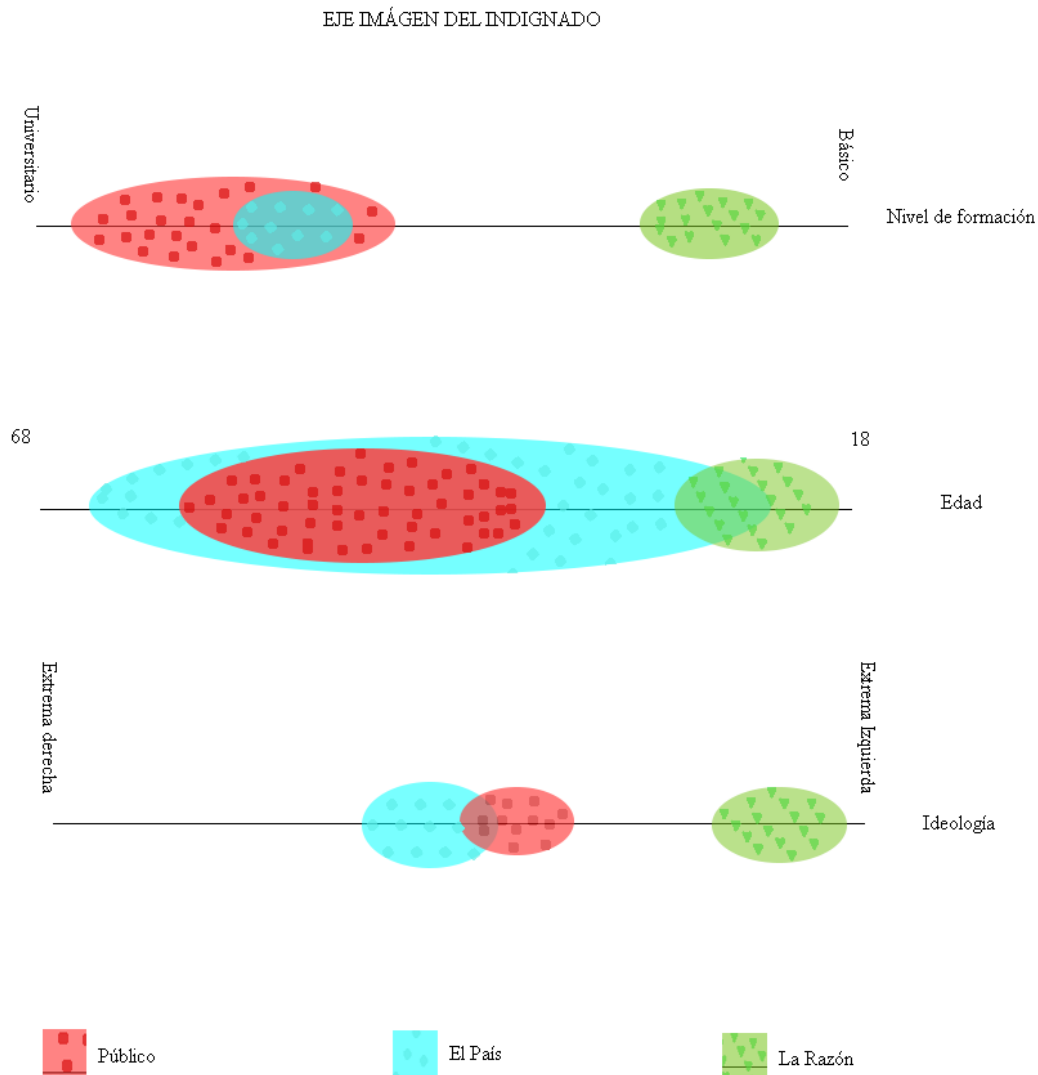 EJE IMÁGEN DEL INDIGNADO
Universitario
Básico
Nivel de formación
68
18
Edad
Extrema derecha
Extrema Izquierda
Ideología
Público
El País
La Razón